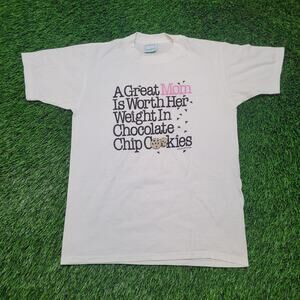 A Great Mom
Is Worth Her
Weight In
Chocolate
Chip Cookies